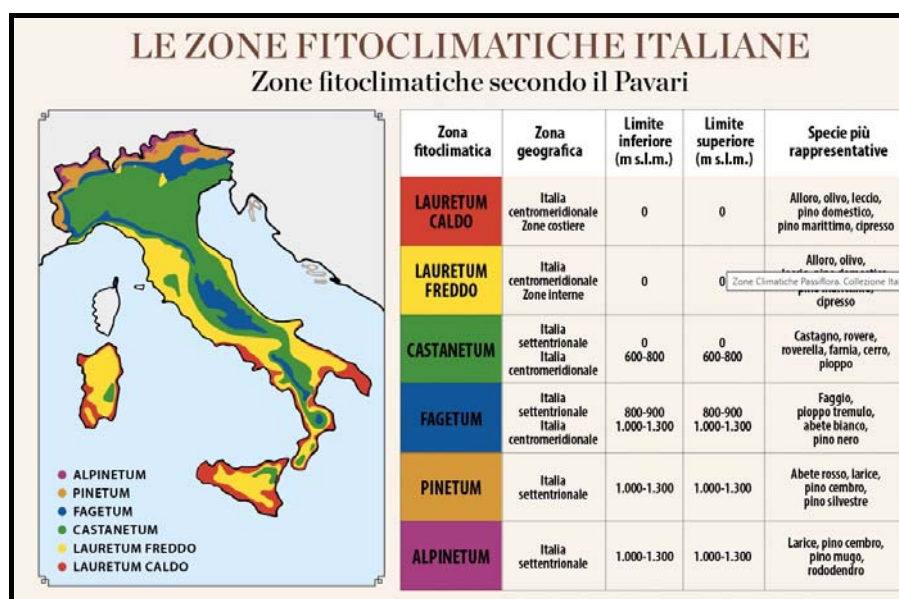 LE ZONE FITOCLIMATICHE ITALIANE
Zone fitoclimatiche secondo il Pavari
ALPINETUM
PINETUM
FAGETUM
CASTANETUM
LAURETUM FREDDO
LAURETUM CALDO
Zona
fitoclimatica
Zona
geografica
Limite
inferiore
(m s.l.m.)
Limite
superiore
(m s.l.m.)
Specie più
rappresentative
LAURETUM
CALDO
Italia
centromeridionale
Zone costiere
0
0
Alloro, olivo, leccio,
pino domestico,
pino marittimo, cipresso
LAURETUM
FREDDO
Italia
centromeridionale
Zone interne
0
0
Alloro, olivo,
Zone Climatiche Passiflora. Collezione Ital
cipresso
CASTANETUM
Italia
settentrionale
Italia
centromeridionale
0
600-800
0
600-800
Castagno, rovere,
roverella, farnia, cerro,
pioppo
FAGETUM
Italia
settentrionale
Italia
centromeridionale
800-900
1.000-1.300
800-900
1.000-1.300
Faggio,
pioppo tremulo,
abete bianco,
pino nero
PINETUM
Italia
settentrionale
1.000-1.300
1.000-1.300
Abete rosso, larice,
pino cembro,
pino silvestre
ALPINETUM
Italia
settentrionale
1.000-1.300
1.000-1.300
Larice, pino cembro,
pino mugo,
rododendro